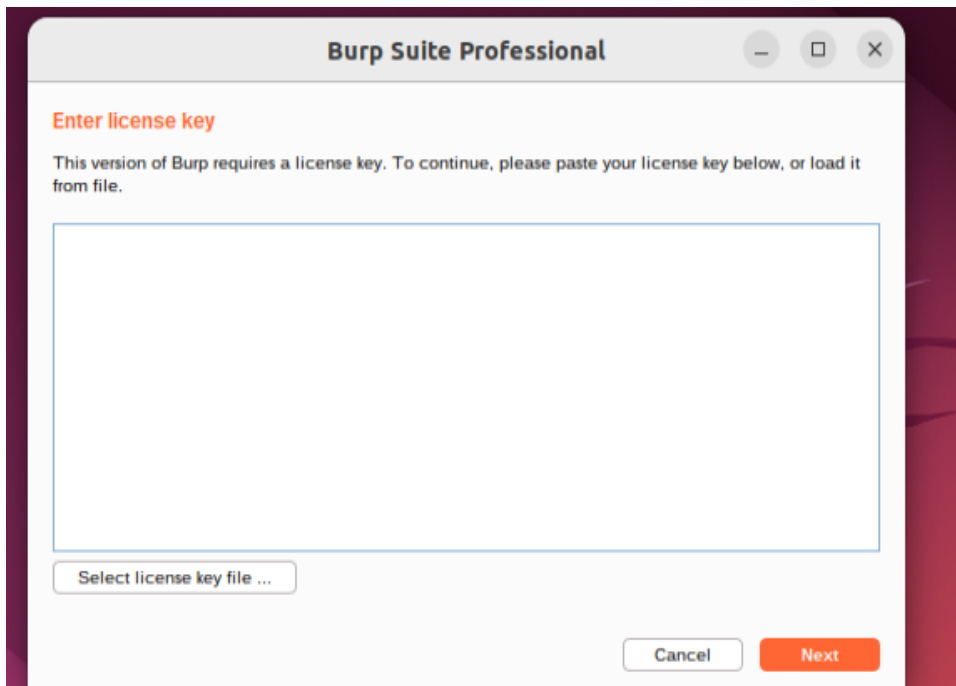 Burp Suite Professional
Enter license key
This version of Burp requires a license key. To continue, please paste your license key below, or load it
from file.
Select license key file ...
Cancel
Next